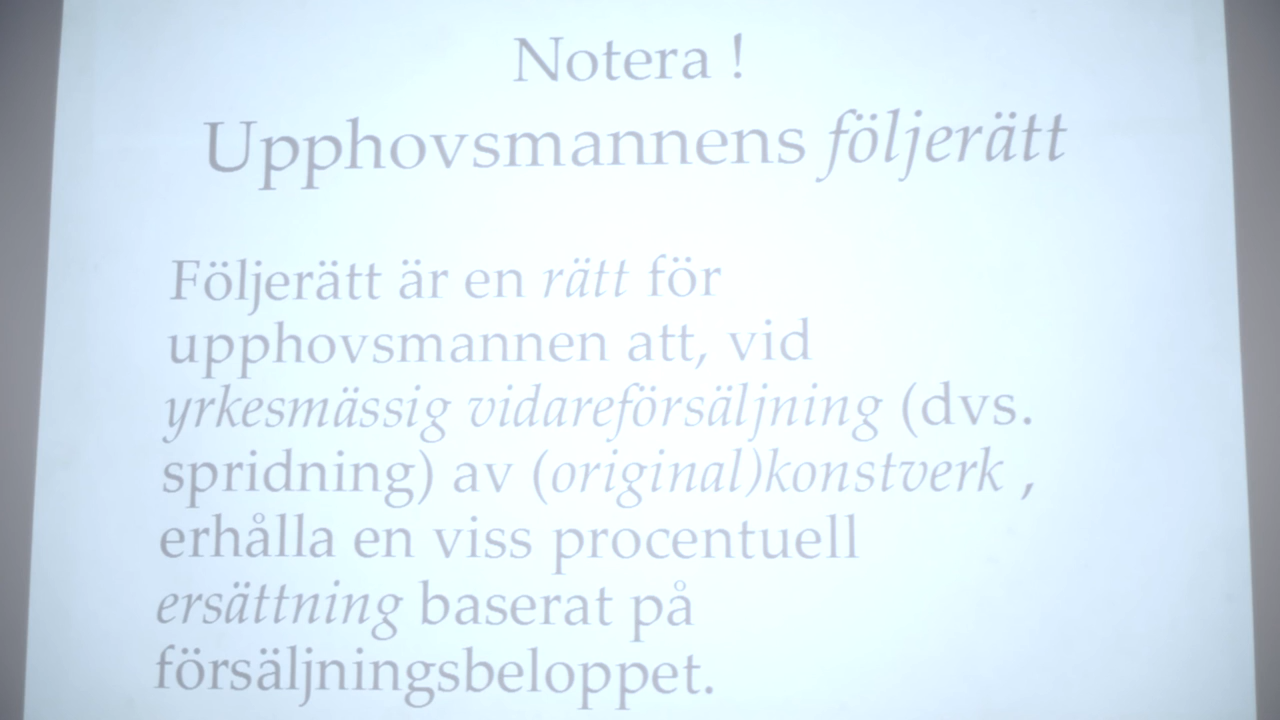 Notera !
Upphovsmannens följerätt
Följerätt är en rätt för
upphovsmannen att, vid
yrkesmässig vidareförsäljning (dvs.
spridning) av (original)konstverk ,
erhålla en viss procentuell
ersättning baserat på
försäljningsbeloppet.